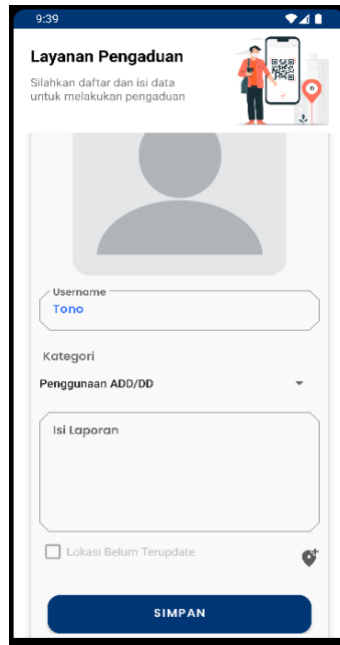 9:39
Layanan Pengaduan
Silahkan daftar dan isi data
untuk melakukan pengaduan
Username
Tono
Kategori
Penggunaan ADD/DD
Isi Laporan
Lokasi Belum Terupdate
SIMPAN